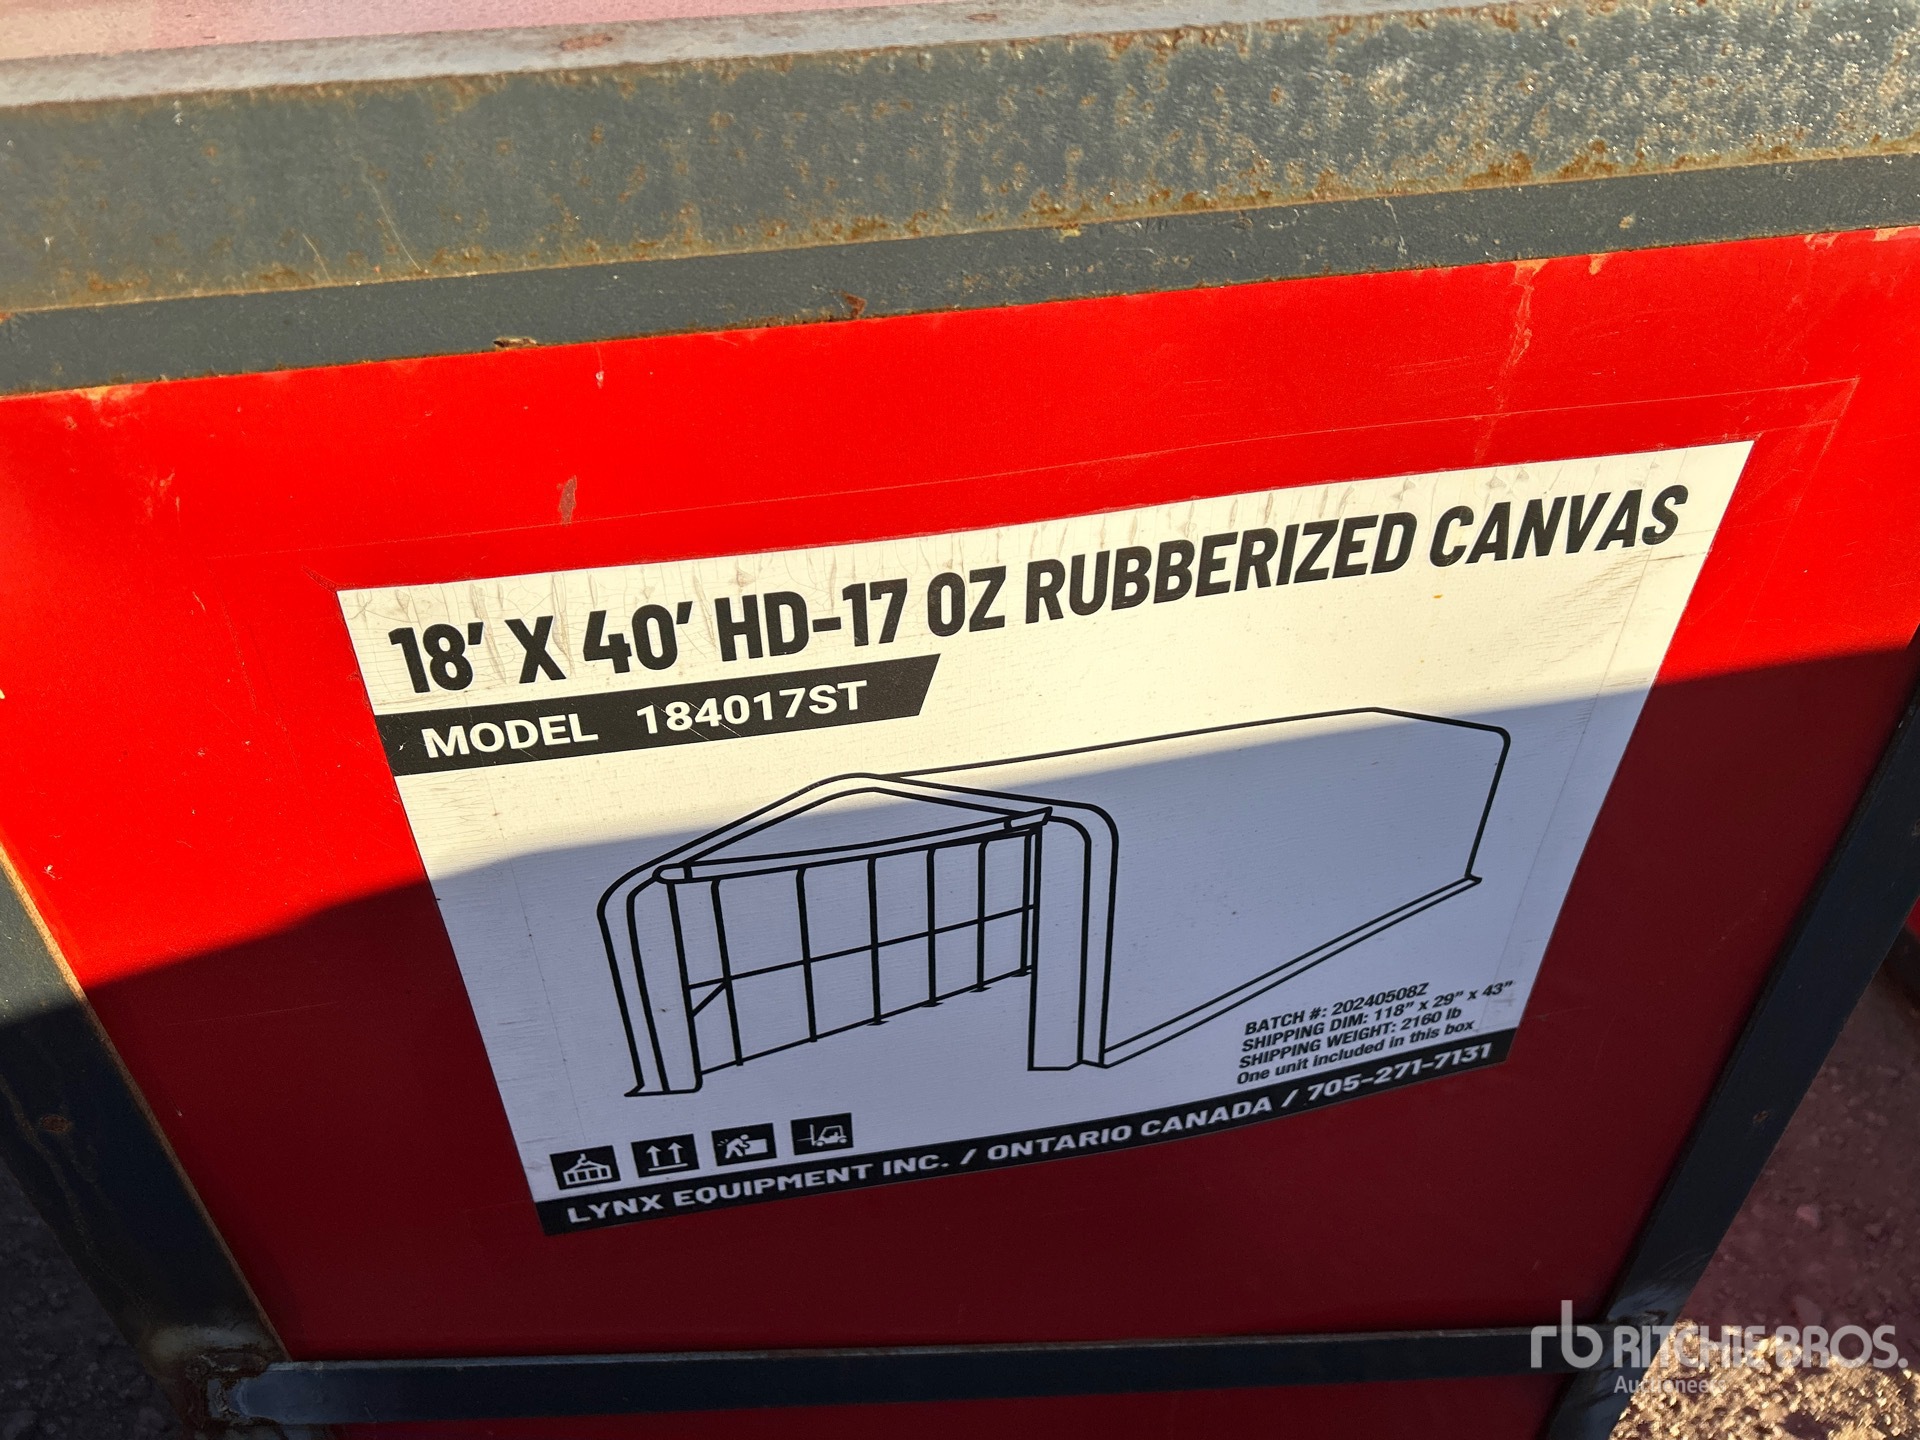 18' X 40' HD-17 OZ RUBBERIZED CANVAS
MODEL 184017ST
BATCH #: 20240508Z
SHIPPING DIM: 118" x 29" x 43"
SHIPPING WEIGHT: 2160 lb
One unit included in this box
LYNX EQUIPMENT INC. / ONTARIO CANADA / 705-271-7131
rb RITCHIE BROS.
Auctioneers